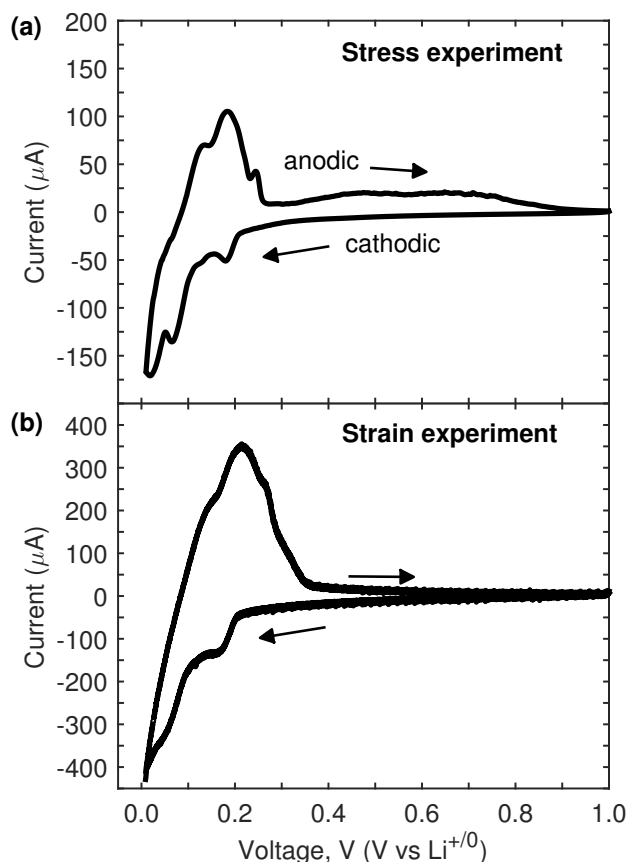 (a)
Stress experiment
200
150
100
50
0
-50
-100
-150
Current (μA)
anodic
cathodic
(b)
Strain experiment
400
300
200
100
0
-100
-200
-300
-400
Current (μA)
0.0 0.2 0.4 0.6 0.8 1.0
Voltage, V (V vs Li+/0)